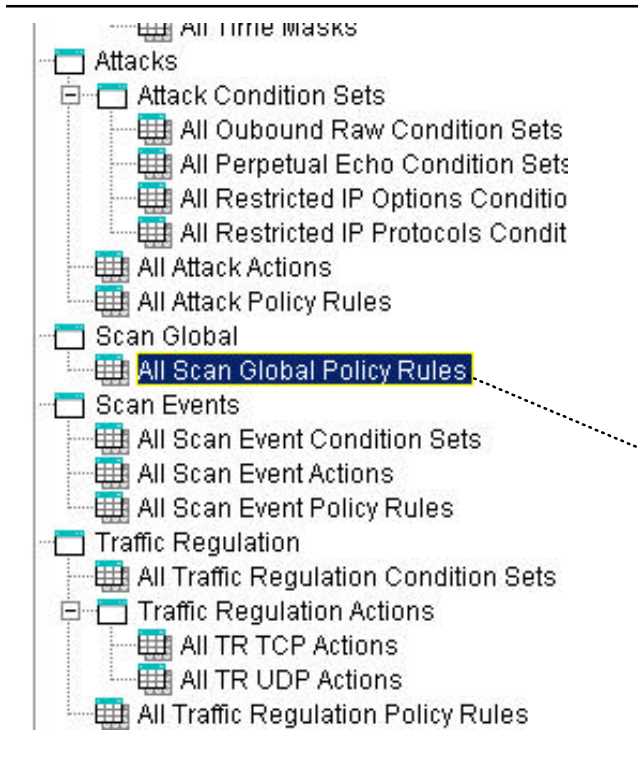 All Time Masks
Attacks
Attack Condition Sets
All Oubound Raw Condition Sets
All Perpetual Echo Condition Sets
All Restricted IP Options Conditio
All Restricted IP Protocols Condit
All Attack Actions
All Attack Policy Rules
Scan Global
All Scan Global Policy Rules
Scan Events
All Scan Event Condition Sets
All Scan Event Actions
All Scan Event Policy Rules
Traffic Regulation
All Traffic Regulation Condition Sets
Traffic Regulation Actions
All TR TCP Actions
All TR UDP Actions
All Traffic Regulation Policy Rules